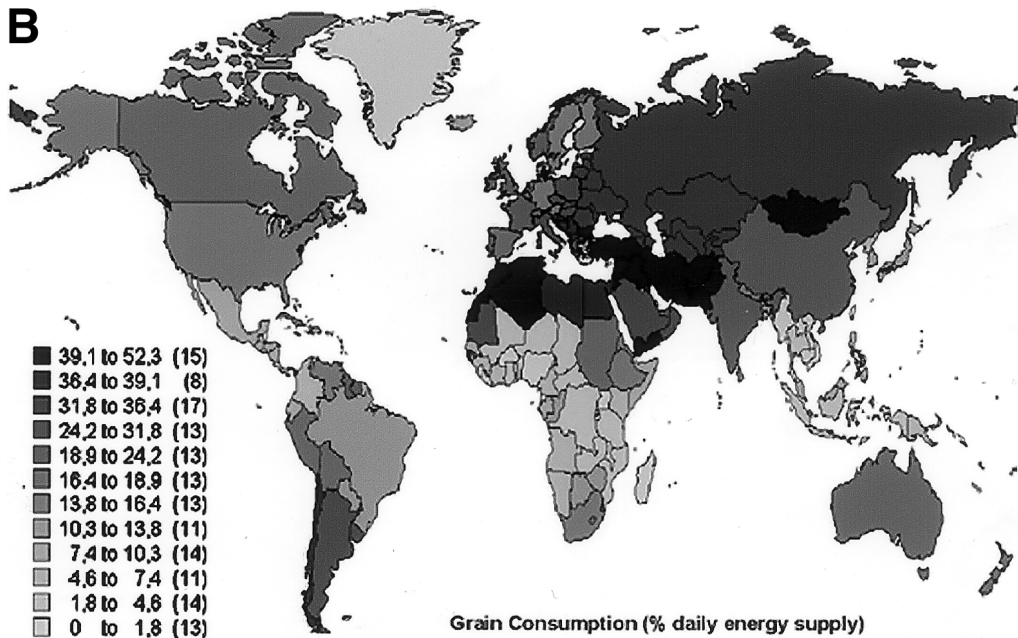 B
39,1 to 52,3 (15)
36,4 to 39,1 (8)
31,8 to 36,4 (17)
24,2 to 31,8 (13)
18,9 to 24,2 (13)
16,4 to 18,9 (13)
13,8 to 16,4 (13)
10,3 to 13,8 (11)
7,4 to 10,3 (14)
4,6 to 7,4 (11)
1,8 to 4,6 (14)
0 to 1,8 (13)
Grain Consumption (% daily energy supply)